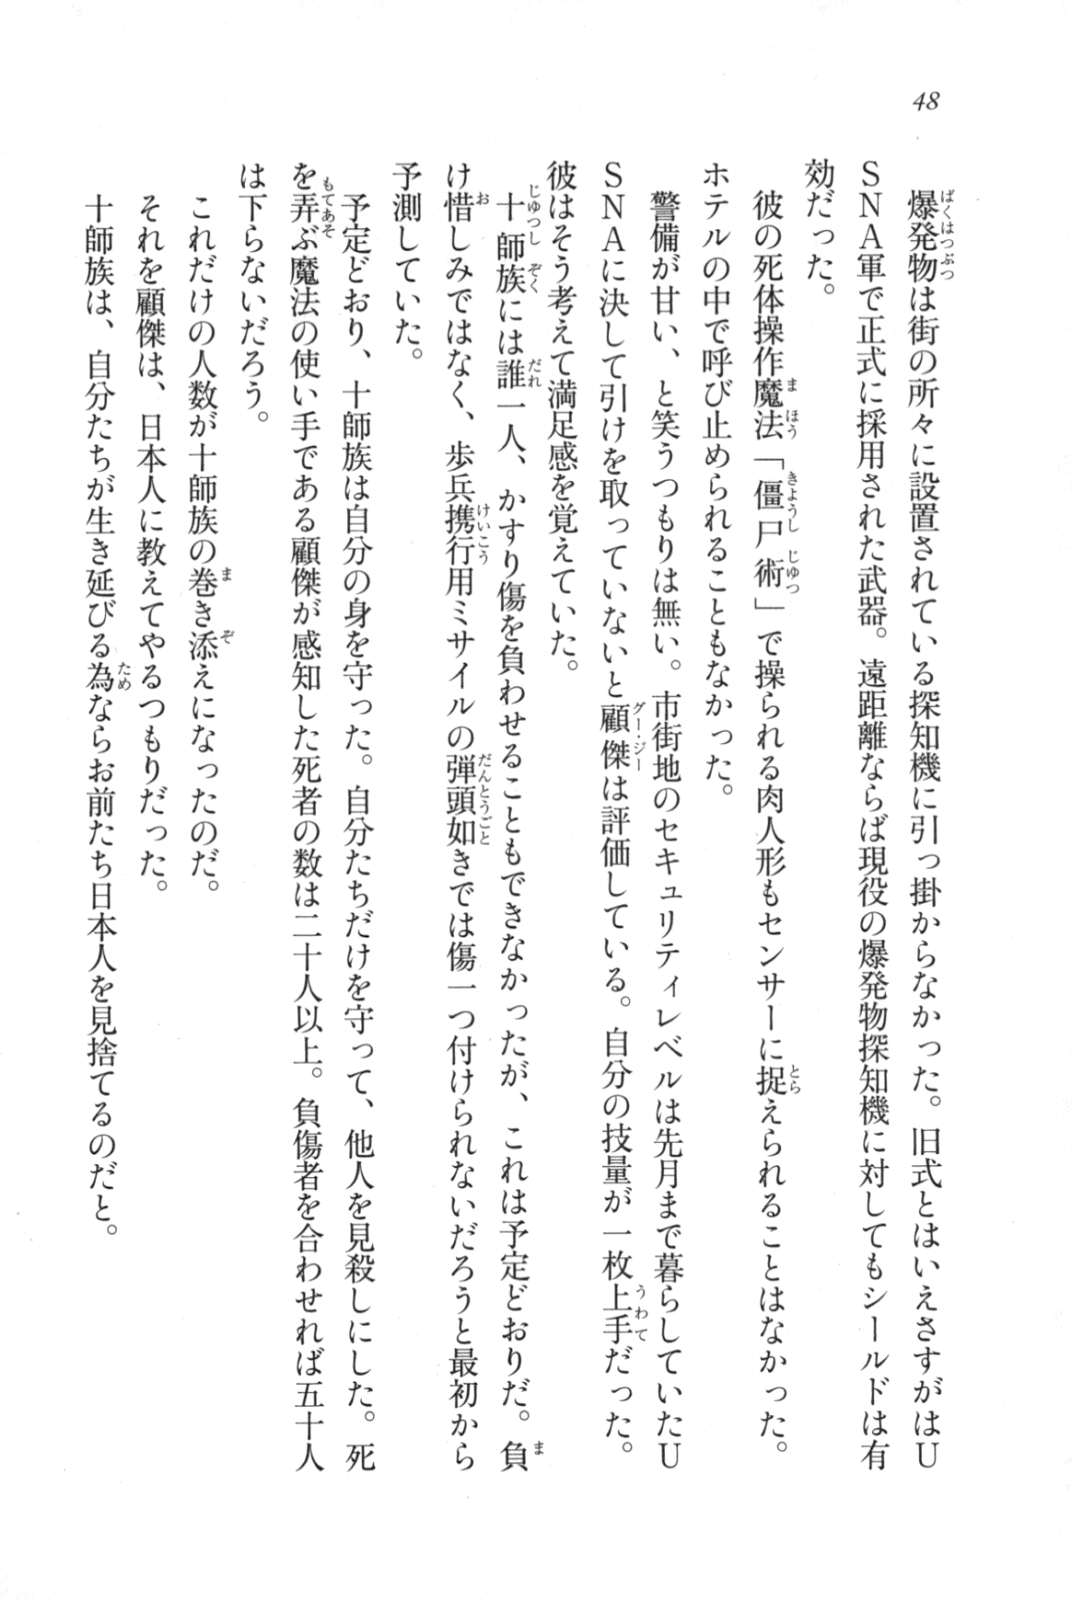 48
爆発物は街の所々に設置されている探知機に引っ掛からなかった。旧式とはいえさすがはU
SNA軍で正式に採用された武器。遠距離ならば現役の爆発物探知機に対してもシールドは有
効だった。
彼の死体操作魔法「僵尸術」で操られる肉人形もセンサーに捉えられることはなかった。
ホテルの中で呼び止められることもなかった。
警備が甘い、と笑うつもりは無い。市街地のセキュリティレベルは先月まで暮らしていたU
SNAに決して引けを取っていないと顧傑は評価している。自分の技量が一枚上手だった。
彼はそう考えて満足感を覚えていた。
十師族には誰一人、かすり傷を負わせることもできなかったが、これは予定どおりだ。負
け惜しみではなく、歩兵携行用ミサイルの弾頭如きでは傷一つ付けられないだろうと最初から
予測していた。
予定どおり、十師族は自分の身を守った。自分たちだけを守って、他人を見殺しにした。死
を弄ぶ魔法の使い手である顧傑が感知した死者の数は二十人以上。負傷者を合わせれば五十人
は下らないだろう。
これだけの人数が十師族の巻き添えになったのだ。
それを顧傑は、日本人に教えてやるつもりだった。
十師族は、自分たちが生き延びる為ならお前たち日本人を見捨てるのだと。